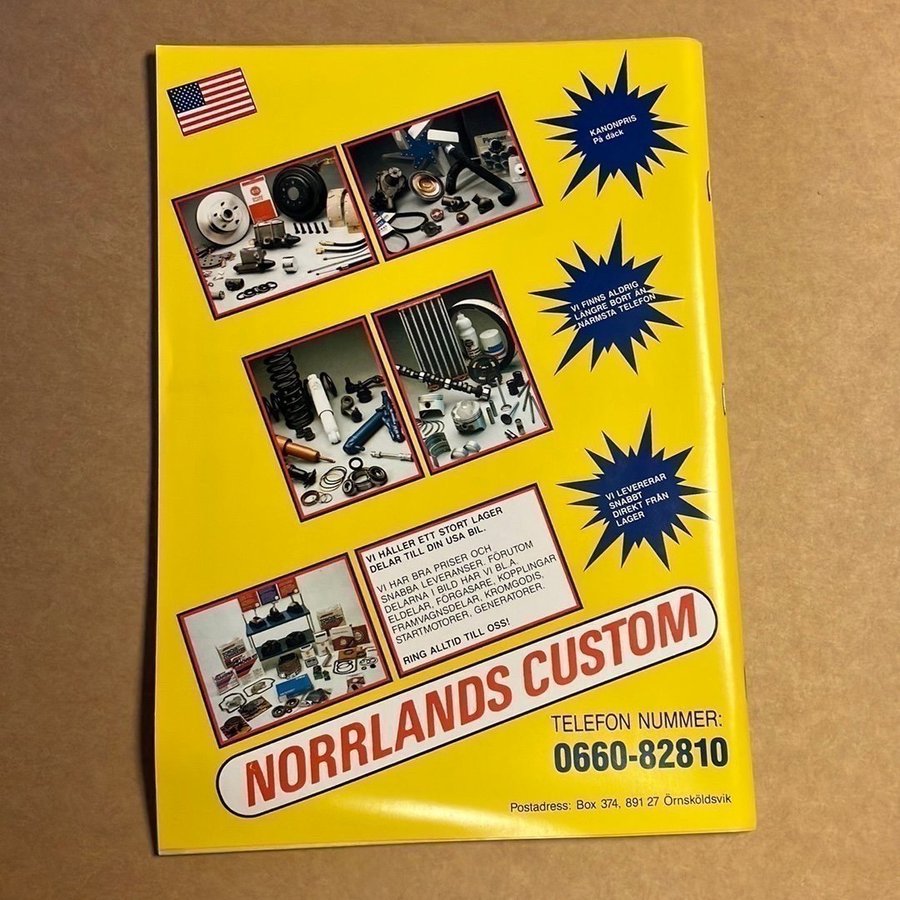 KANONPRIS
På däck
VI FINNS ALDRIG
LÄNGRE BORT ÄN
NÄRMSTA TELEFON
VI LEVERERAR
SNABBT
DIREKT FRÅN
LAGER
VI HÅLLER ETT STORT LAGER
DELAR TILL DIN USA BIL.
VI HAR BRA PRISER OCH
SNABBA LEVERANSER. FÖRUTOM
DELARNA I BILD HAR VI BL A
ELDELAR, FÖRGASARE, KOPPLINGAR
FRAMVAGNSDELAR, KROMGODIS,
STARTMOTORER, GENERATORER.
RING ALLTID TILL OSS!
NORRLANDS CUSTOM
TELEFON NUMMER:
0660-82810
Postadress: Box 374, 891 27 Örnsköldsvik